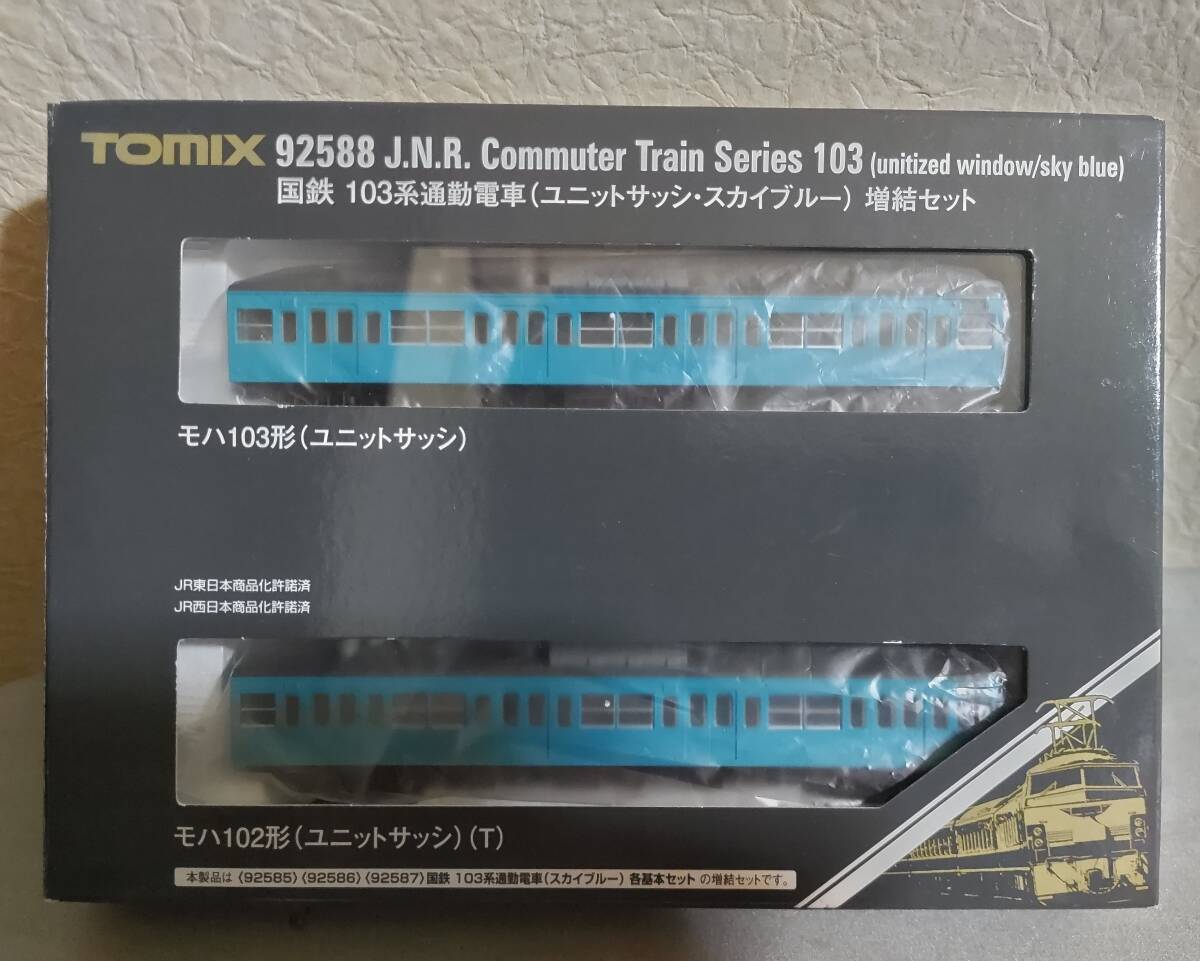 TOMIX 92588 J.N.R. Commuter Train Series 103 (unitized window/sky blue)
国鉄 103系通勤電車(ユニットサッシ・スカイブルー) 増結セット
モハ103形(ユニットサッシ)
JR東日本商品化許諾済
JR西日本商品化許諾済
モハ102形(ユニットサッシ)(T)
本製品は〈92585〉〈92586〉〈92587〉国鉄 103系通勤電車(スカイブルー) 各基本セット の増結セットです。